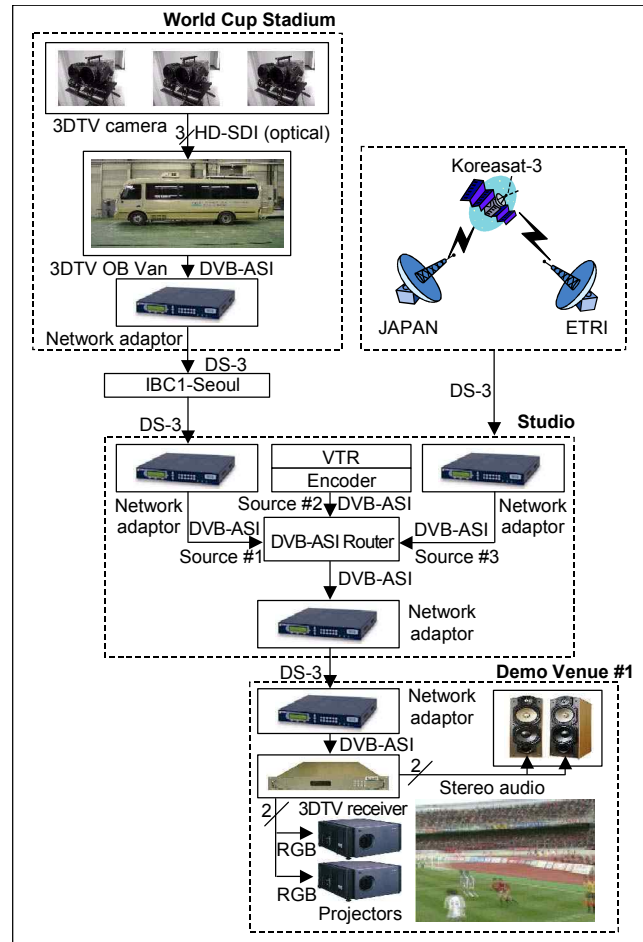 World Cup Stadium
3DTV camera
3
HD-SDI (optical)
3DTV OB Van
DVB-ASI
Network adaptor
DS-3
IBC1-Seoul
DS-3
Koreasat-3
JAPAN
ETRI
DS-3
Studio
Network
adaptor
VTR
Encoder
Network
adaptor
Source #2
DVB-ASI
DVB-ASI
Source #1
DVB-ASI Router
DVB-ASI
Source #3
DVB-ASI
Network
adaptor
DS-3
Demo Venue #1
Network
adaptor
DVB-ASI
2
Stereo audio
2
3DTV receiver
RGB
RGB
Projectors